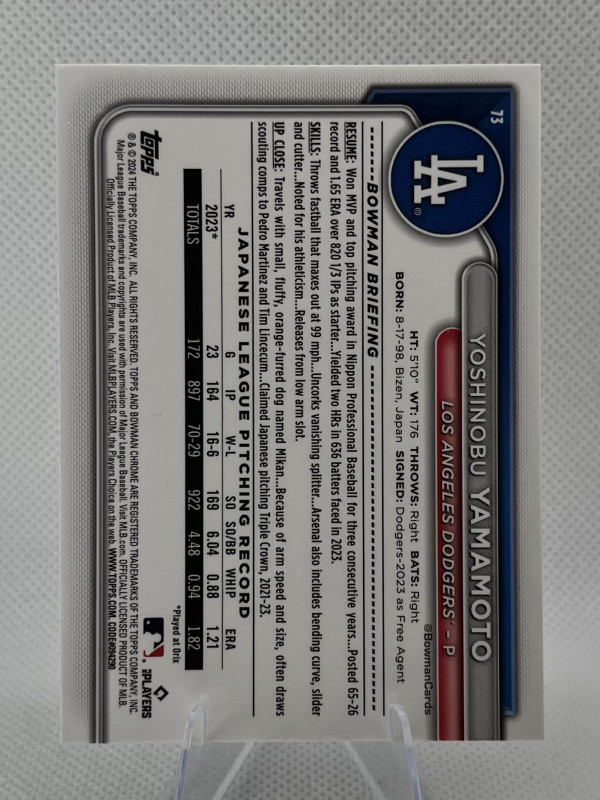 73
LA®
YOSHINOBU YAMAMOTO
LOS ANGELES DODGERS® – P
@BowmanCards
HT: 5'10" WT: 176 THROWS: Right BATS: Right
BORN: 8-17-98, Bizen, Japan SIGNED: Dodgers-2023 as Free Agent
BOWMAN BRIEFING
RESUME: Won MVP and top pitching award in Nippon Professional Baseball for three consecutive years...Posted 65-26
record and 1.65 ERA over 820 1/3 IPs as starter...Yielded two HRs in 636 batters faced in 2023.
SKILLS: Throws fastball that maxes out at 99 mph...Uncorks vanishing splitter...Arsenal also includes bending curve, slider
and cutter...Noted for his athleticism...Releases from low arm slot.
UP CLOSE: Travels with small, fluffy, orange-furred dog named Mikan...Because of arm speed and size, often draws
scouting comps to Pedro Martinez and Tim Lincecum...Claimed Japanese pitching Triple Crown, 2021-23.
JAPANESE LEAGUE PITCHING RECORD
YR G IP W-L SO SO/BB WHIP ERA
2023* 23 164 16-6 169 6.04 0.88 1.21
TOTALS 172 897 70-29 922 4.48 0.94 1.82
*Played at Orix
topps
MLB PLAYERS
® & © 2024 THE TOPPS COMPANY, INC. ALL RIGHTS RESERVED. TOPPS AND BOWMAN CHROME ARE REGISTERED TRADEMARKS OF THE TOPPS COMPANY, INC.
Major League Baseball trademarks and copyrights are used with permission of Major League Baseball. Visit MLB.com. OFFICIALLY LICENSED PRODUCT OF MLB.
Officially Licensed Product of MLB Players, Inc. Visit MLBPLAYERS.COM, the Players Choice on the web. WWW.TOPPS.COM. CODE#094290